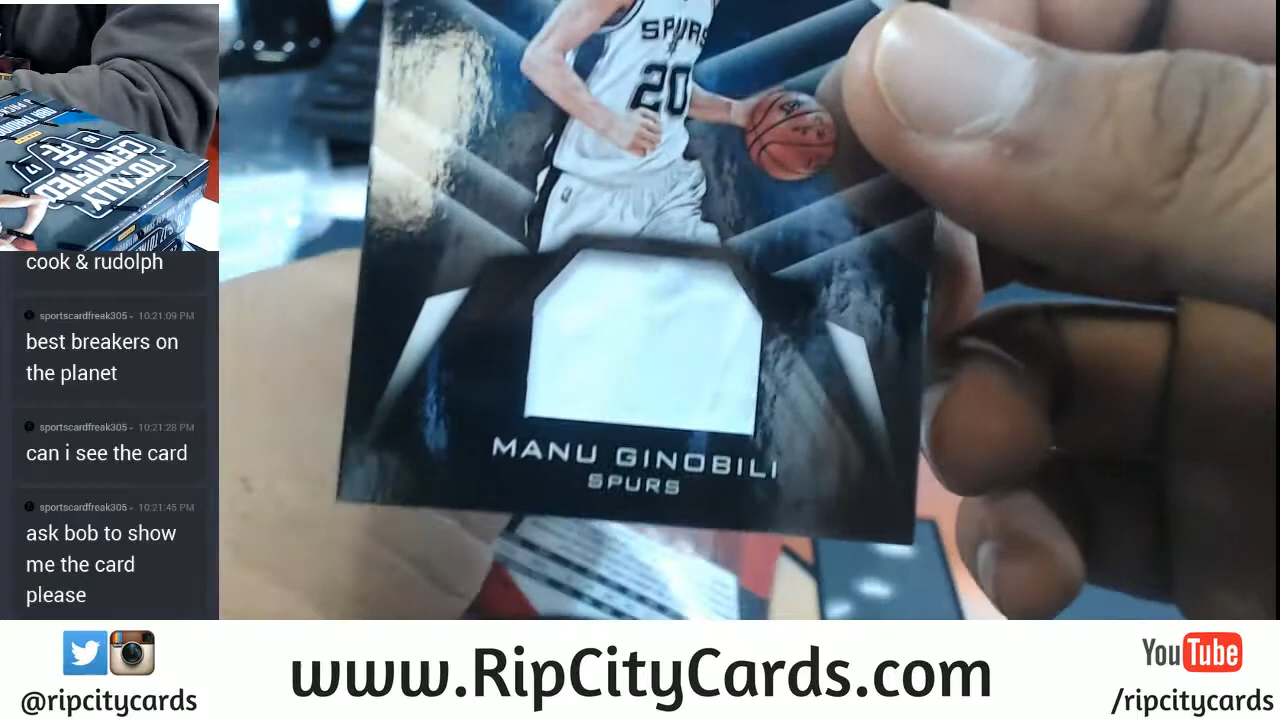 TOTALLY
CERTIFIED
16 17
cook & rudolph
sportscardfreak305- 10:21:09 PM
best breakers on
the planet
sportscardfreak305- 10:21:28 PM
can i see the card
sportscardfreak305- 10:21:45 PM
ask bob to show
me the card
please
SPURS
20
MANU GINOBILI
SPURS
@ripcitycards
www.RipCityCards.com
YouTube
/ripcitycards